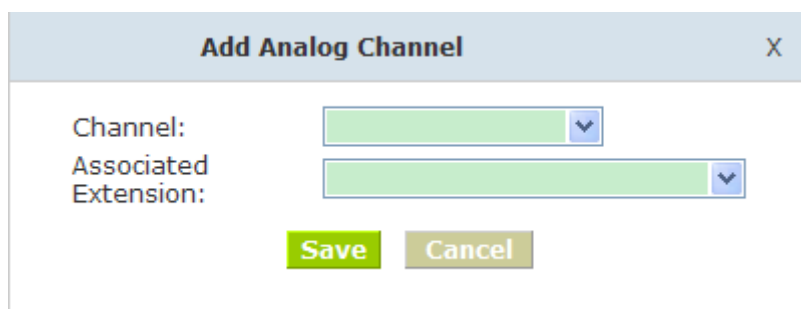 Add Analog Channel X
Channel:
Associated
Extension:
Save Cancel